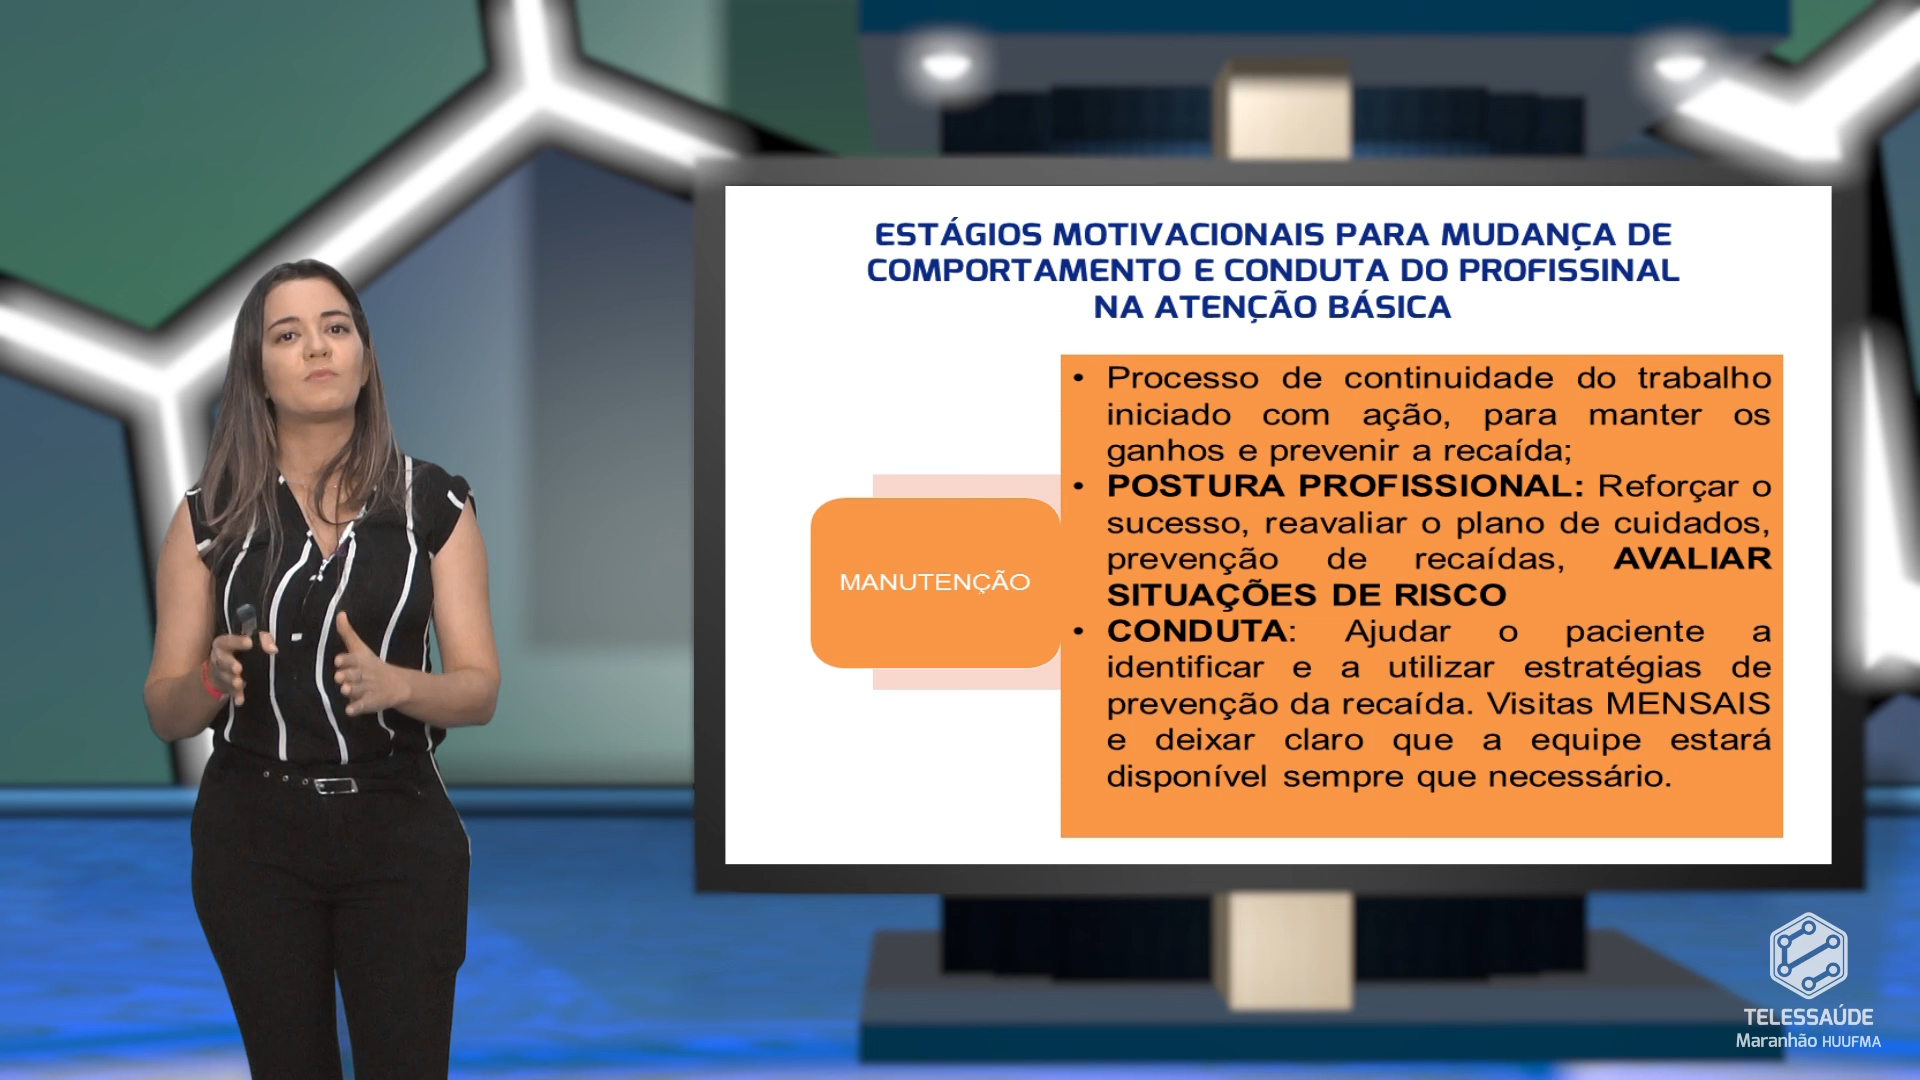 ESTÁGIOS MOTIVACIONAIS PARA MUDANÇA DE
COMPORTAMENTO E CONDUTA DO PROFISSINAL
NA ATENÇÃO BÁSICA
MANUTENÇÃO
• Processo de continuidade do trabalho
iniciado com ação, para manter os
ganhos e prevenir a recaída;
• POSTURA PROFISSIONAL: Reforçar o
sucesso, reavaliar o plano de cuidados,
prevenção de recaídas, AVALIAR
SITUAÇÕES DE RISCO
• CONDUTA: Ajudar o paciente a
identificar e a utilizar estratégias de
prevenção da recaída. Visitas MENSAIS
e deixar claro que a equipe estará
disponível sempre que necessário.
TELESSAÚDE
Maranhão HUUFMA